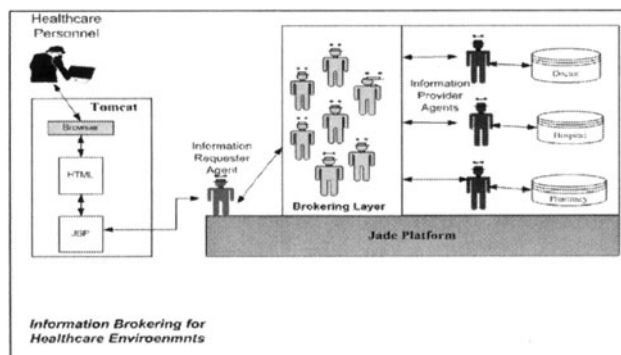 Healthcare
Personnel
Tomcat
Browser
HTML
JSP
Information
Requester
Agent
Brokering Layer
Information
Provider
Agents
Hospital
Pharmacy
Jade Platform
Information Brokering for
Healthcare Enviroenmnts